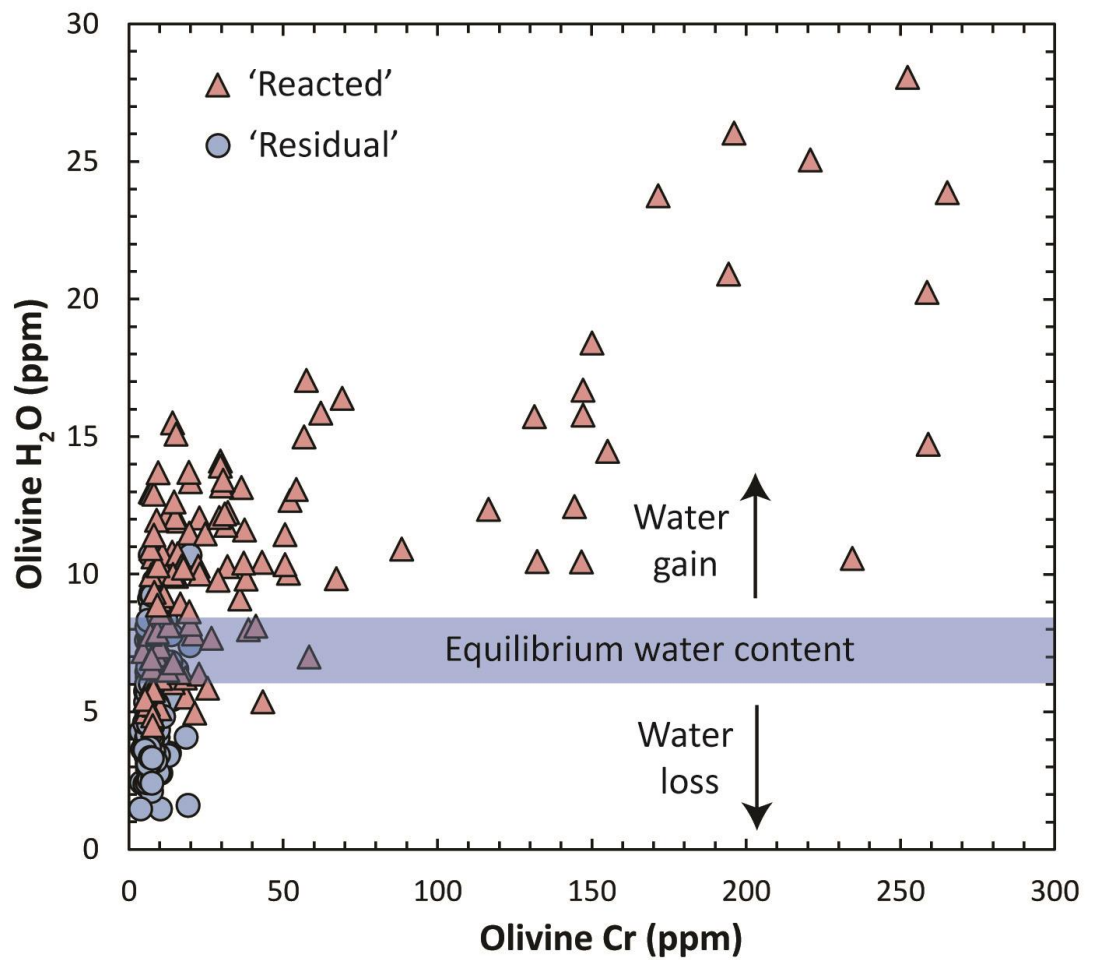 30
25
20
15
10
5
0
Olivine H₂O (ppm)
‘Reacted’
‘Residual’
Water
gain
Equilibrium water content
Water
loss
0 50 100 150 200 250 300
Olivine Cr (ppm)